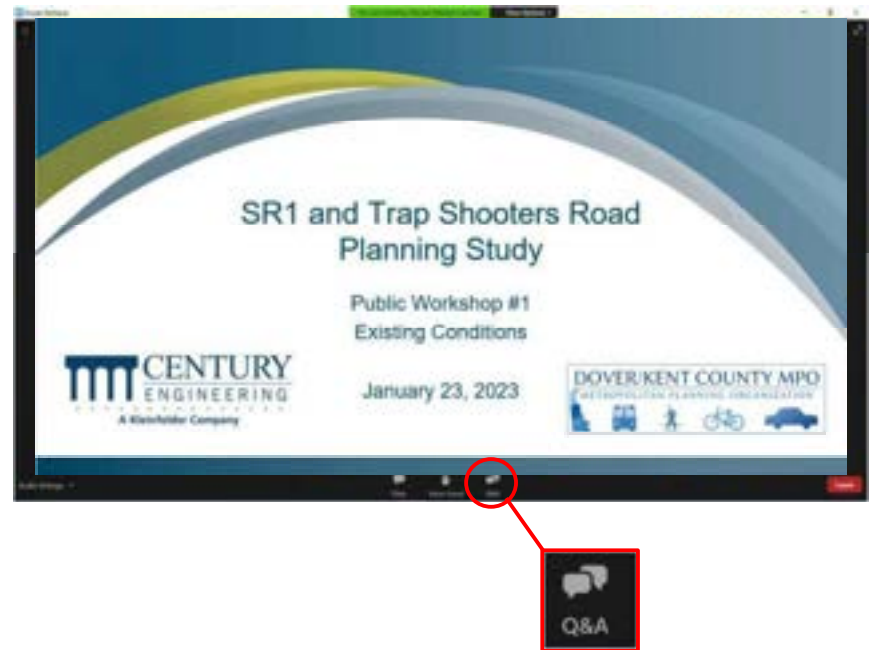 SR1 and Trap Shooters Road
Planning Study
Public Workshop #1
Existing Conditions
January 23, 2023
CENTURY
ENGINEERING
A Kleinfelder Company
DOVER/KENT COUNTY MPO
METROPOLITAN PLANNING ORGANIZATION
Q&A
Q&A